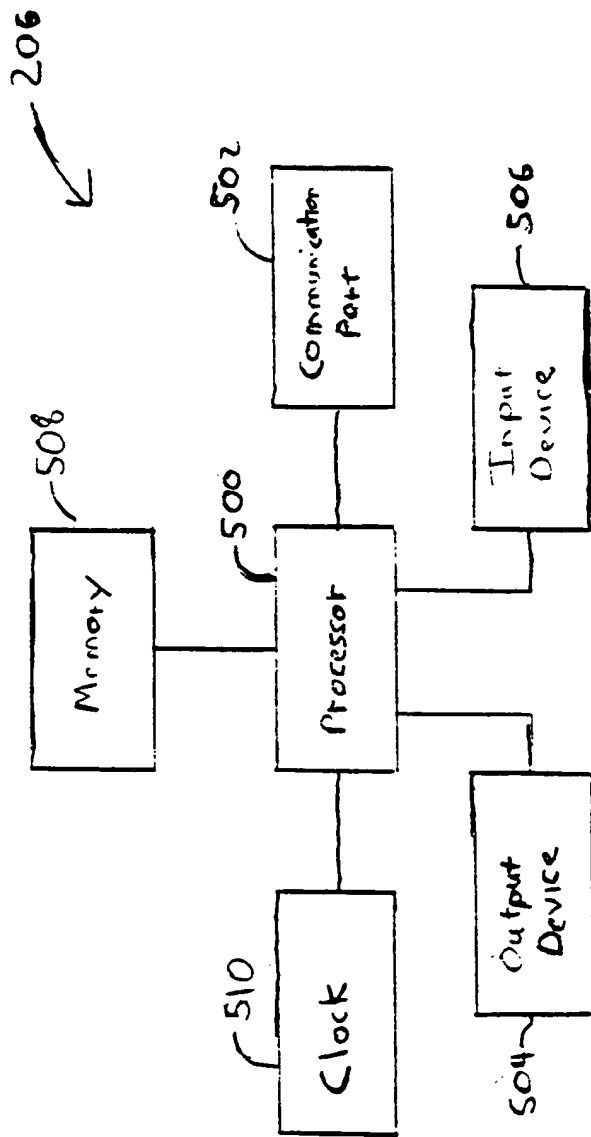 206
508
Memory
510
Clock
500
Processor
502
Communication
Port
504
Output
Device
506
Input
Device